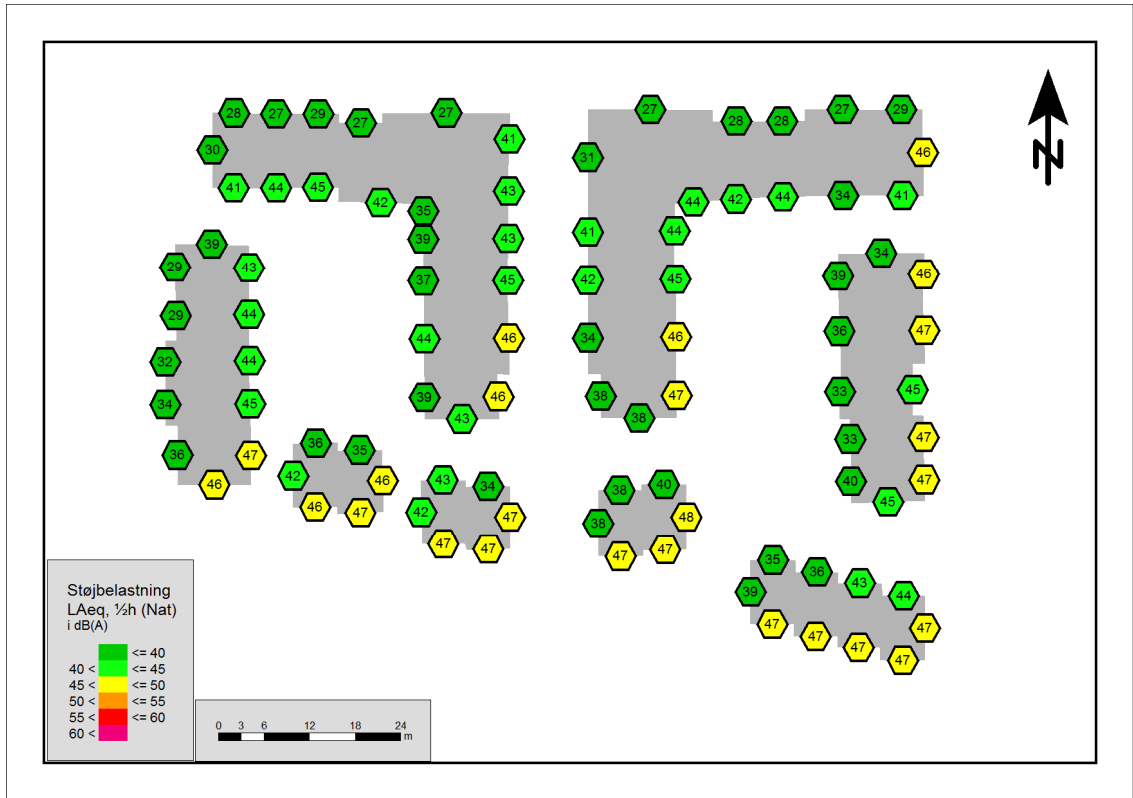 27 29
28 27 29 27 27 28 28
41 46
30 31
41 44 45 34 41
42 35 44 42 44
39 43 41 44
43
39 34
29 43 39 46
37 45 42 45
29 44 36 47
44 46 34 46
32 44 45
33
39 46 38 47
34 45
43 38
36 35 33 47
36 47
42 46 43 34 38 40 40 47
46 45
46 47 42 47 38 48
47 47 47 47
35 36 43 44
39
47 47 47 47
47
N
Støjbelastning
LAeq, ½h (Nat)
i dB(A)
<= 40
40 < <= 45
45 < <= 50
50 < <= 55
55 < <= 60
60 <
0 3 6 12 18 24
m